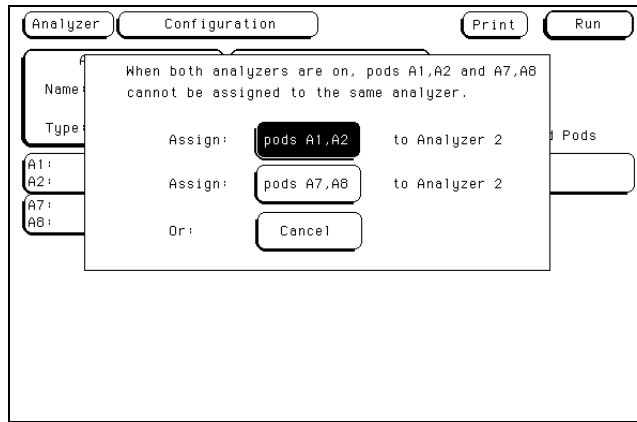 Analyzer Configuration Print Run
When both analyzers are on, pods A1,A2 and A7,A8
cannot be assigned to the same analyzer.
Name:
Type:
Assign: pods A1,A2 to Analyzer 2
Pods
A1:
A2:
Assign: pods A7,A8 to Analyzer 2
A7:
A8:
Or: Cancel